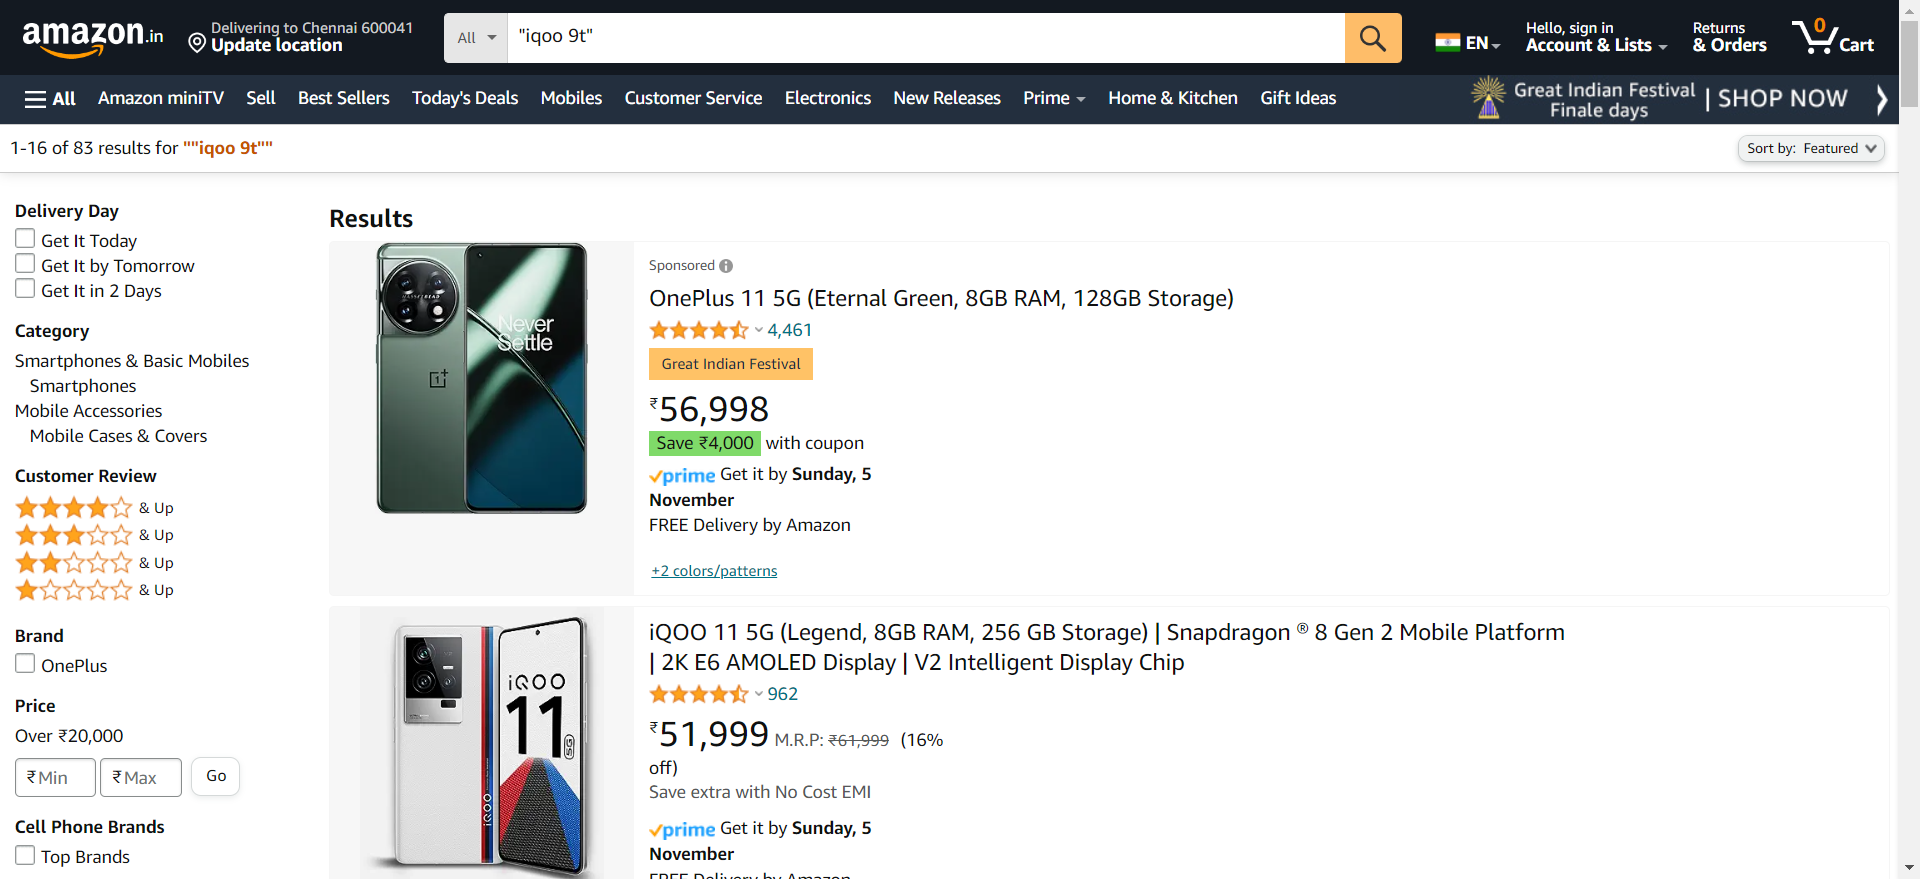 amazon.in
Delivering to Chennai 600041
Update location
All
"iqoo 9t"
EN
Hello, sign in
Account & Lists
Returns
& Orders
0
Cart
All
Amazon miniTV
Sell
Best Sellers
Today's Deals
Mobiles
Customer Service
Electronics
New Releases
Prime
Home & Kitchen
Gift Ideas
Great Indian Festival
Finale days
| SHOP NOW
1-16 of 83 results for ""iqoo 9t""
Sort by: Featured
Delivery Day
Get It Today
Get It by Tomorrow
Get It in 2 Days
Category
Smartphones & Basic Mobiles
Smartphones
Mobile Accessories
Mobile Cases & Covers
Customer Review
& Up
& Up
& Up
& Up
Brand
OnePlus
Price
Over ₹20,000
₹ Min
₹ Max
Go
Cell Phone Brands
Top Brands
Results
HASSELBLAD
Never
Settle
Sponsored
OnePlus 11 5G (Eternal Green, 8GB RAM, 128GB Storage)
4,461
Great Indian Festival
₹56,998
Save ₹4,000 with coupon
prime Get it by Sunday, 5
November
FREE Delivery by Amazon
+2 colors/patterns
iQOO
11
5G
iQOO
iQOO 11 5G (Legend, 8GB RAM, 256 GB Storage) | Snapdragon ® 8 Gen 2 Mobile Platform
| 2K E6 AMOLED Display | V2 Intelligent Display Chip
962
₹51,999 M.R.P: ₹61,999 (16%
off)
Save extra with No Cost EMI
prime Get it by Sunday, 5
November
FREE Delivery by Amazon